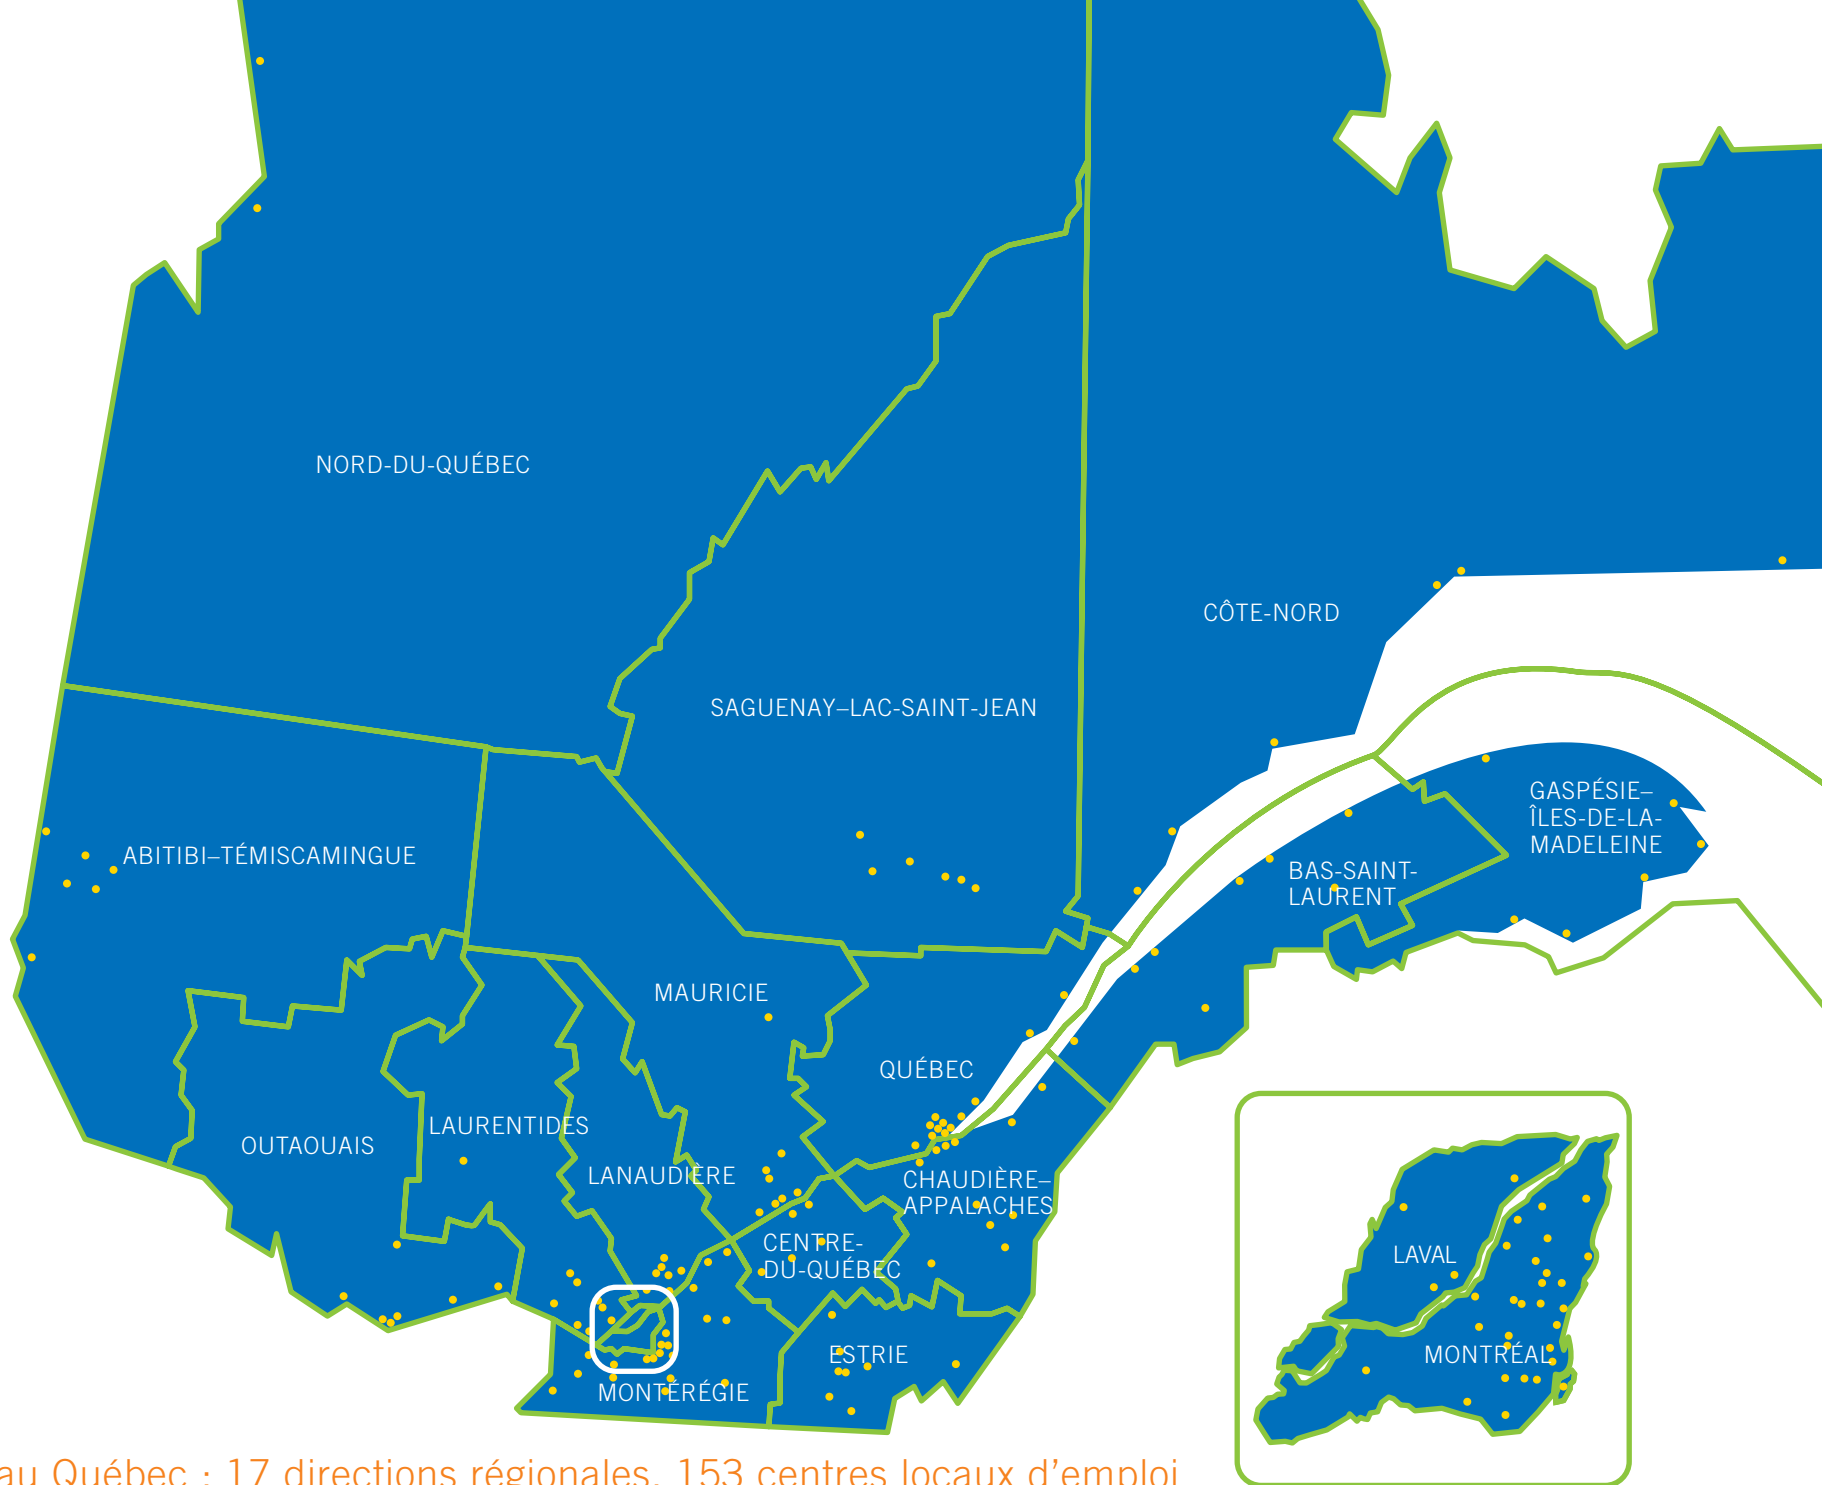 NORD-DU-QUÉBEC
CÔTE-NORD
SAGUENAY–LAC-SAINT-JEAN
GASPÉSIE–
ÎLES-DE-LA-
MADELEINE
ABITIBI–TÉMISCAMINGUE
BAS-SAINT-
LAURENT
MAURICIE
QUÉBEC
LAURENTIDES
OUTAOUAIS
LANAUDIÈRE
CHAUDIÈRE–
APPALACHES
CENTRE-
DU-QUÉBEC
LAVAL
ESTRIE
MONTRÉAL
MONTÉRÉGIE
au Québec : 17 directions régionales, 153 centres locaux d’emploi